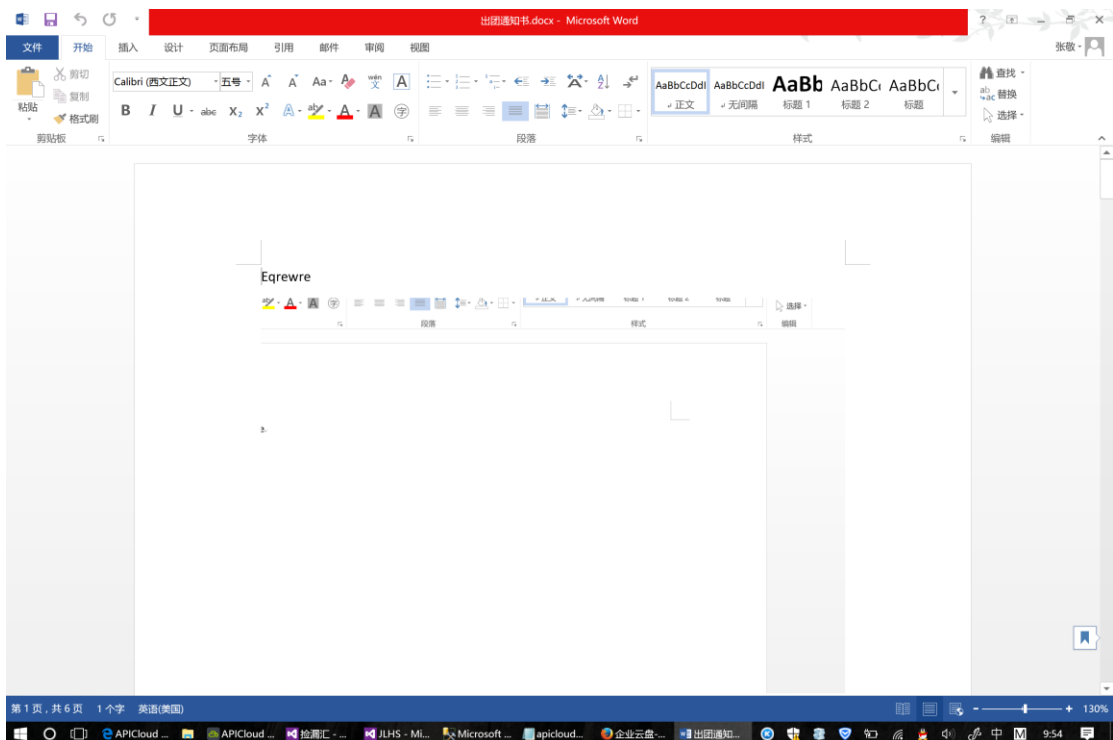 出团通知书.docx - Microsoft Word
文件 开始 插入 设计 页面布局 引用 邮件 审阅 视图 张敬
粘贴 剪切 复制 格式刷
Calibri (西文正文) 五号 A A Aa wén 文 A
B I U abc X₂ X² A aby A A 字
AaBbCcDdI AaBbCcDdI AaBb AaBbC AaBbC
正文 无间隔 标题 1 标题 2 标题
查找
替换
选择
剪贴板 字体 段落 样式 编辑
Eqrewre
选择
段落 样式 编辑
第 1 页，共 6 页 1 个字 英语(美国) 130%
APICloud ... APICloud ... 捡漏汇 - ... JLHS - Mi... Microsoft ... apicloud... 企业云盘-... 出团通知... 中 M 9:54